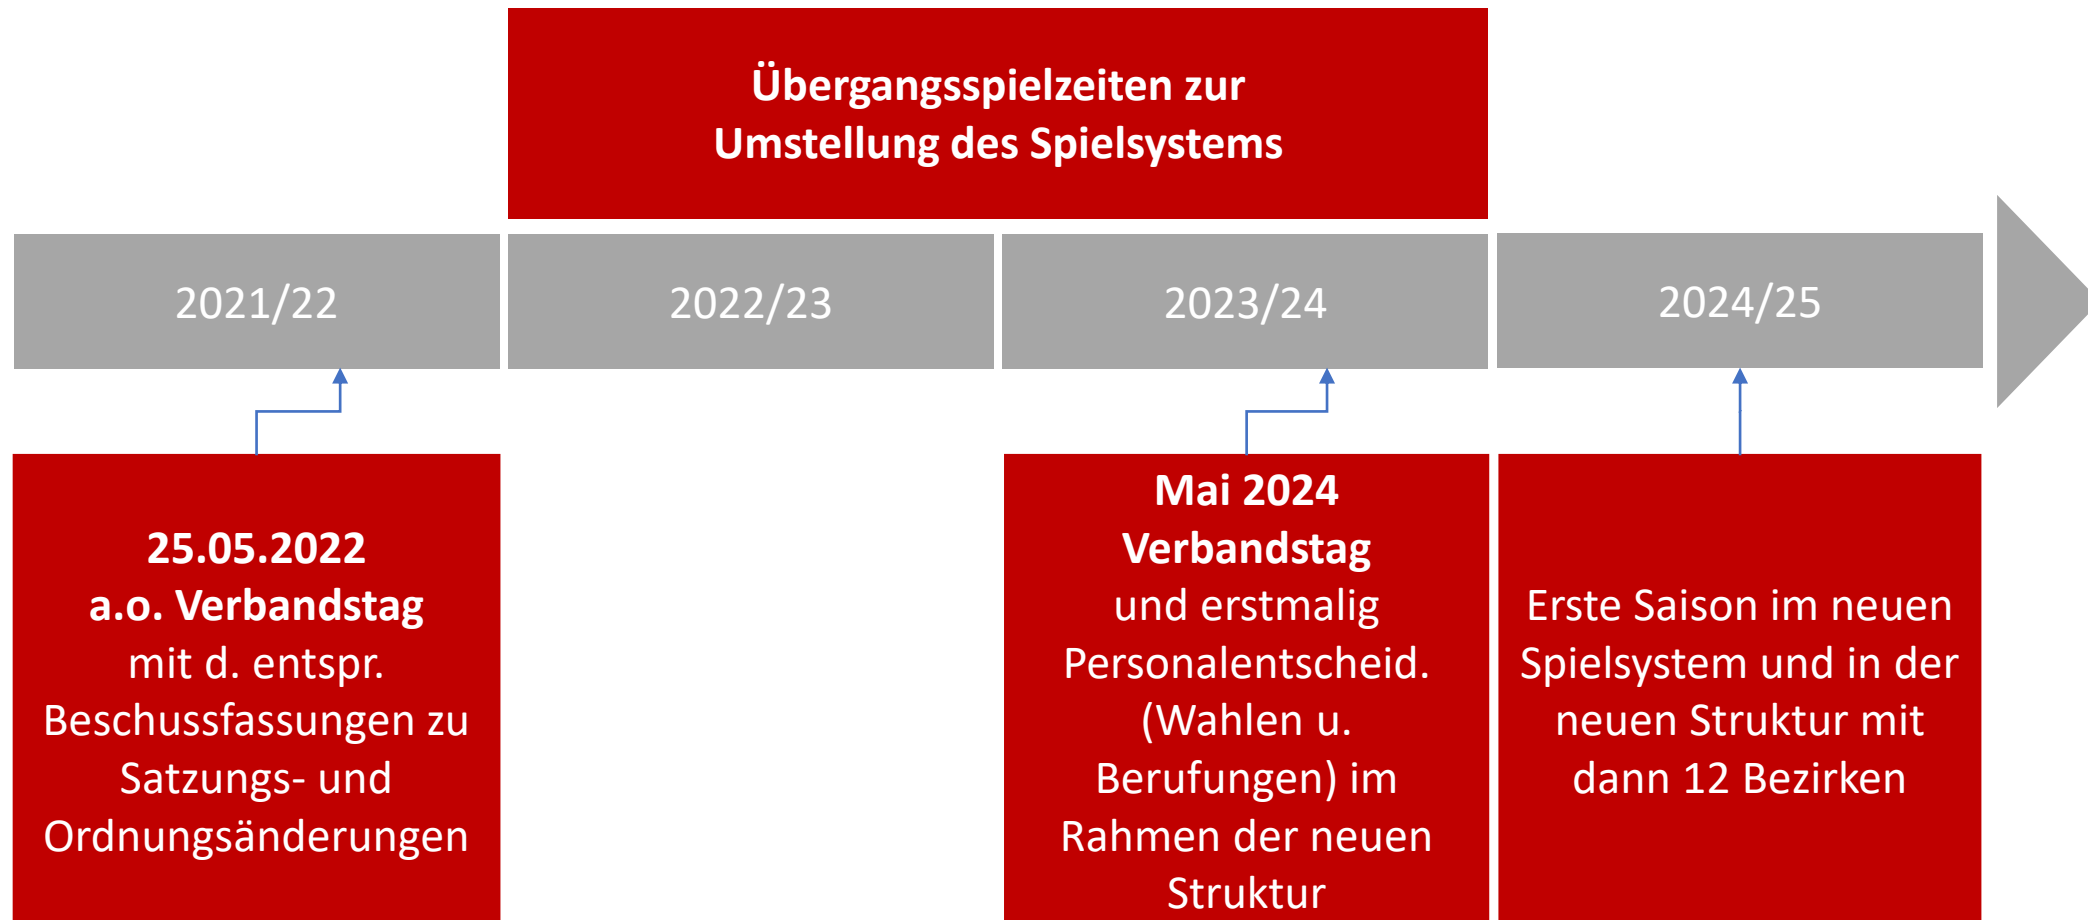 Übergangsspielzeiten zur
Umstellung des Spielsystems
2021/22
2022/23
2023/24
2024/25
25.05.2022
a.o. Verbandstag
mit d. entspr.
Beschussfassungen zu
Satzungs- und
Ordnungsänderungen
Mai 2024
Verbandstag
und erstmalig
Personalentscheid.
(Wahlen u.
Berufungen) im
Rahmen der neuen
Struktur
Erste Saison im neuen
Spielsystem und in der
neuen Struktur mit
dann 12 Bezirken